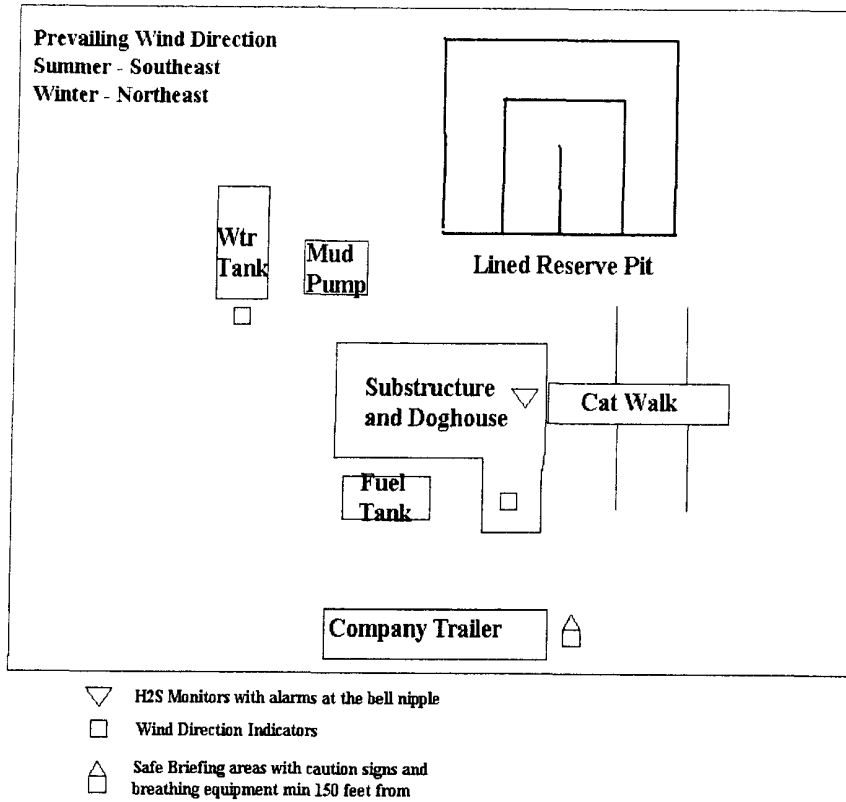 Prevailing Wind Direction
Summer - Southeast
Winter - Northeast
Wtr
Tank
Mud
Pump
Lined Reserve Pit
Substructure
and Doghouse
Cat Walk
Fuel
Tank
Company Trailer
H2S Monitors with alarms at the bell nipple
Wind Direction Indicators
Safe Briefing areas with caution signs and
breathing equipment min 150 feet from